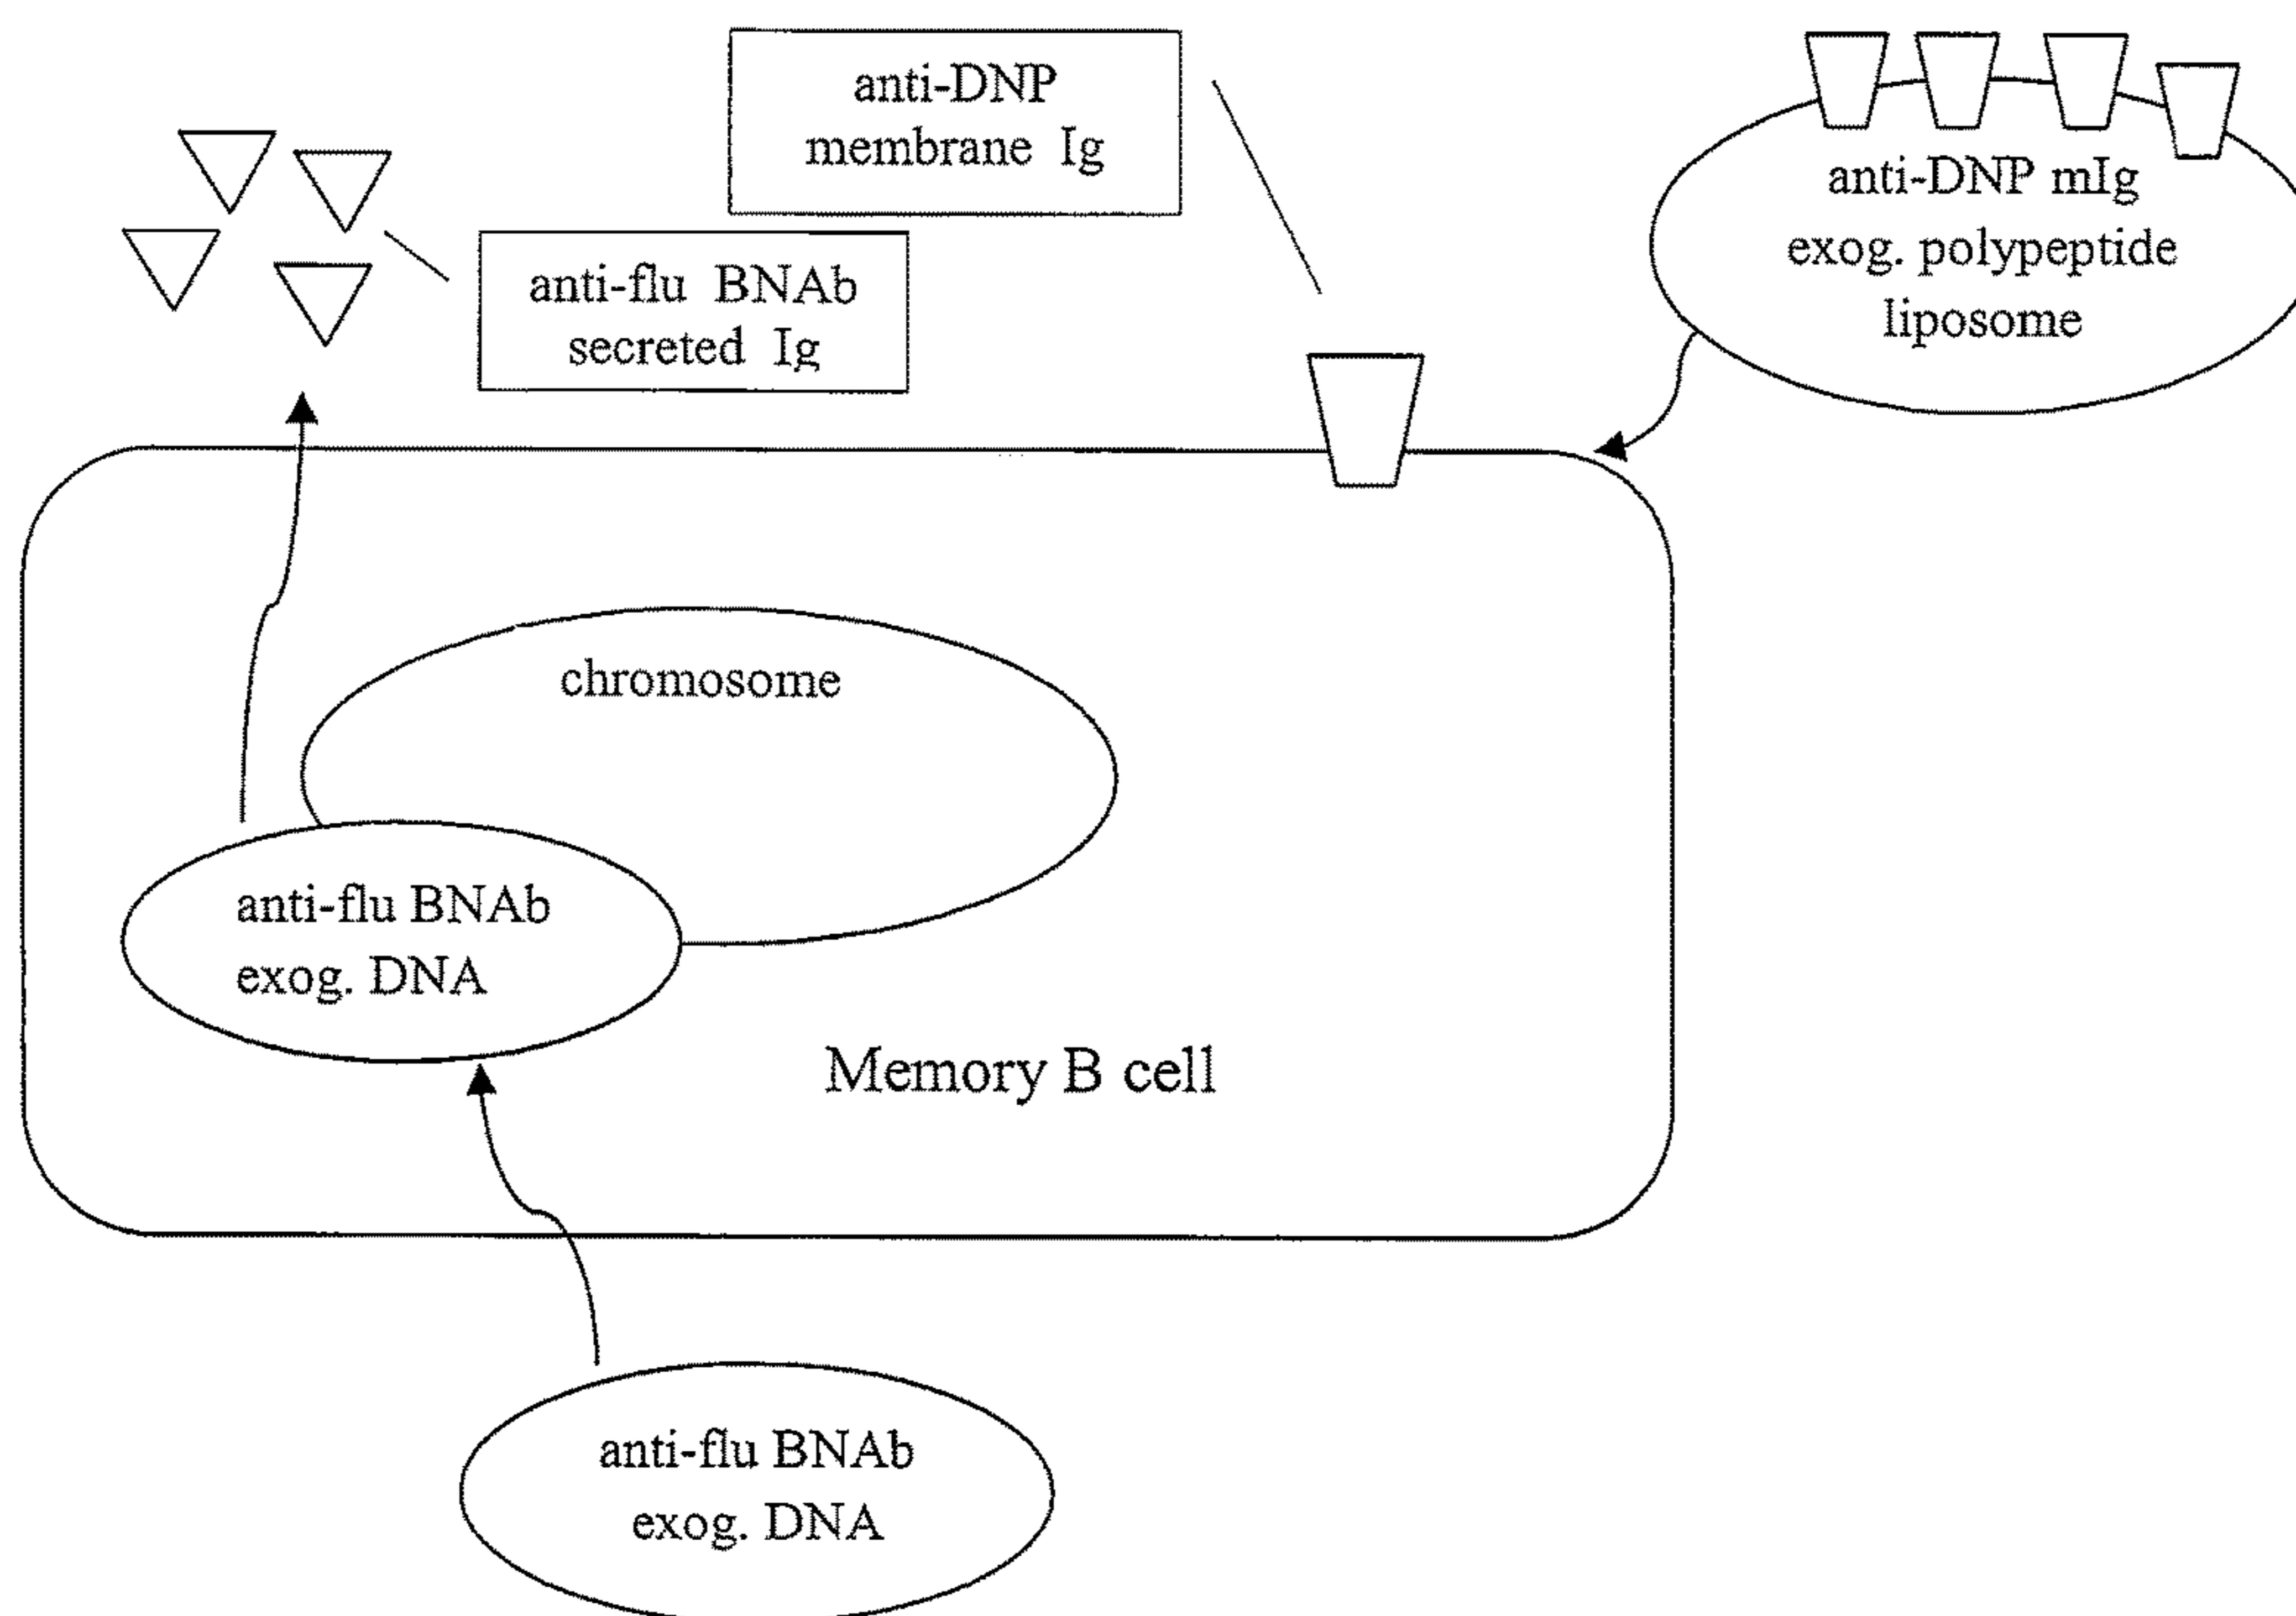 anti-DNP
membrane Ig
anti-flu BNAb
secreted Ig
anti-DNP mIg
exog. polypeptide
liposome
chromosome
anti-flu BNAb
exog. DNA
Memory B cell
anti-flu BNAb
exog. DNA